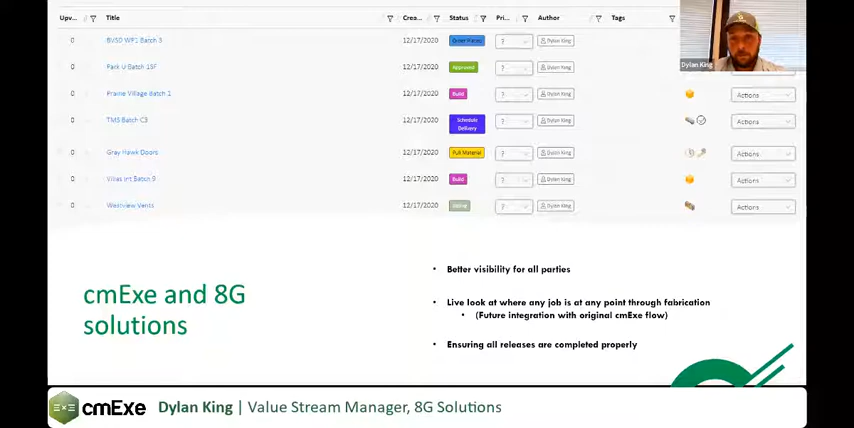 Upv... Title Crea... Status Pri... Author Tags
0 BVSD WP1 Batch 3 12/17/2020 ? Dylan King
0 Park U Batch 15F 12/17/2020 Approved ? Dylan King
Dylan King
0 Prairie Village Batch 1 12/17/2020 Build ? Dylan King Actions
0 TMS Batch C3 12/17/2020 Schedule Delivery ? Dylan King Actions
0 Gray Hawk Doors 12/17/2020 Pull Material ? Dylan King Actions
0 Villas Int Batch 9 12/17/2020 Build ? Dylan King Actions
0 Westview Vents 12/17/2020 ? Dylan King Actions
cmExe and 8G
solutions
• Better visibility for all parties
• Live look at where any job is at any point through fabrication
• (Future integration with original cmExe flow)
• Ensuring all releases are completed properly
cmExe Dylan King | Value Stream Manager, 8G Solutions